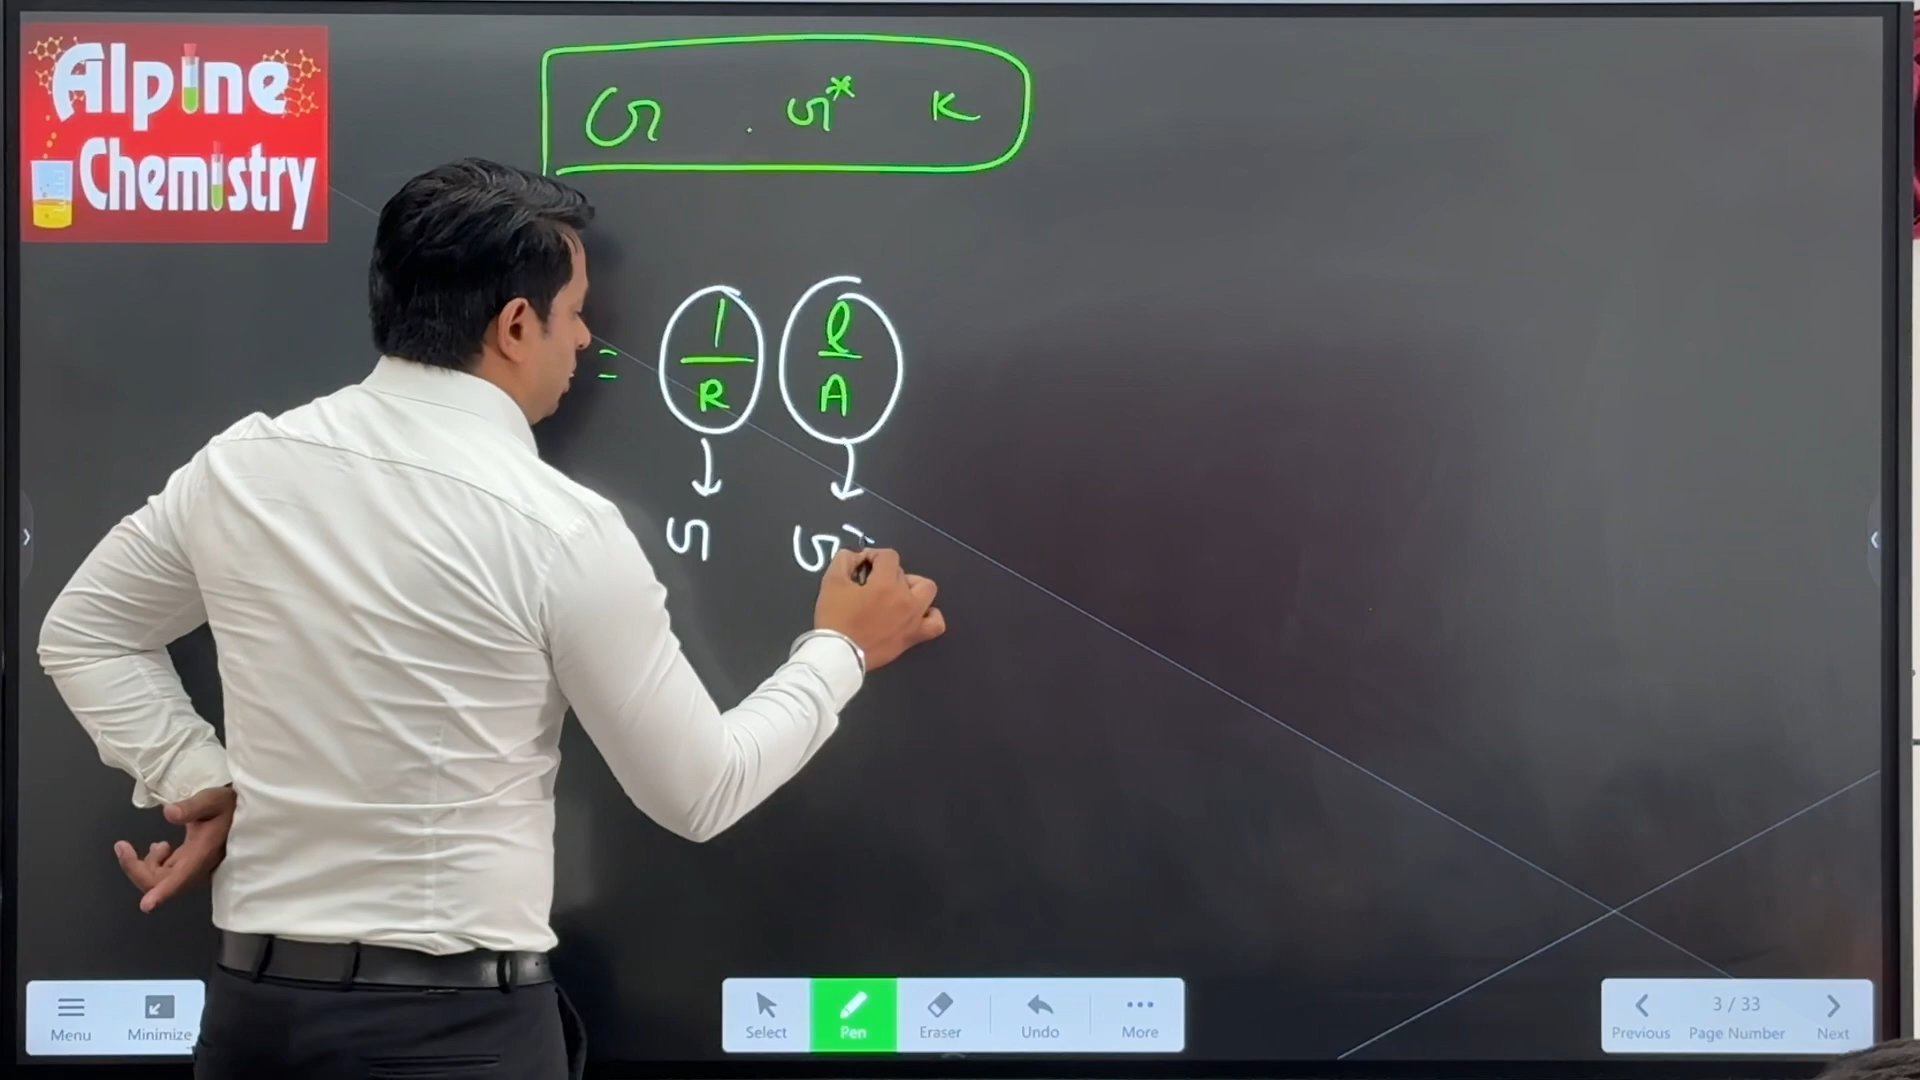 Alpine
Chemistry
G G* K
= 1/R l/A
↓ ↓
G G*
Menu
Minimize
Select
Pen
Eraser
Undo
More
Previous
3 / 33
Page Number
Next